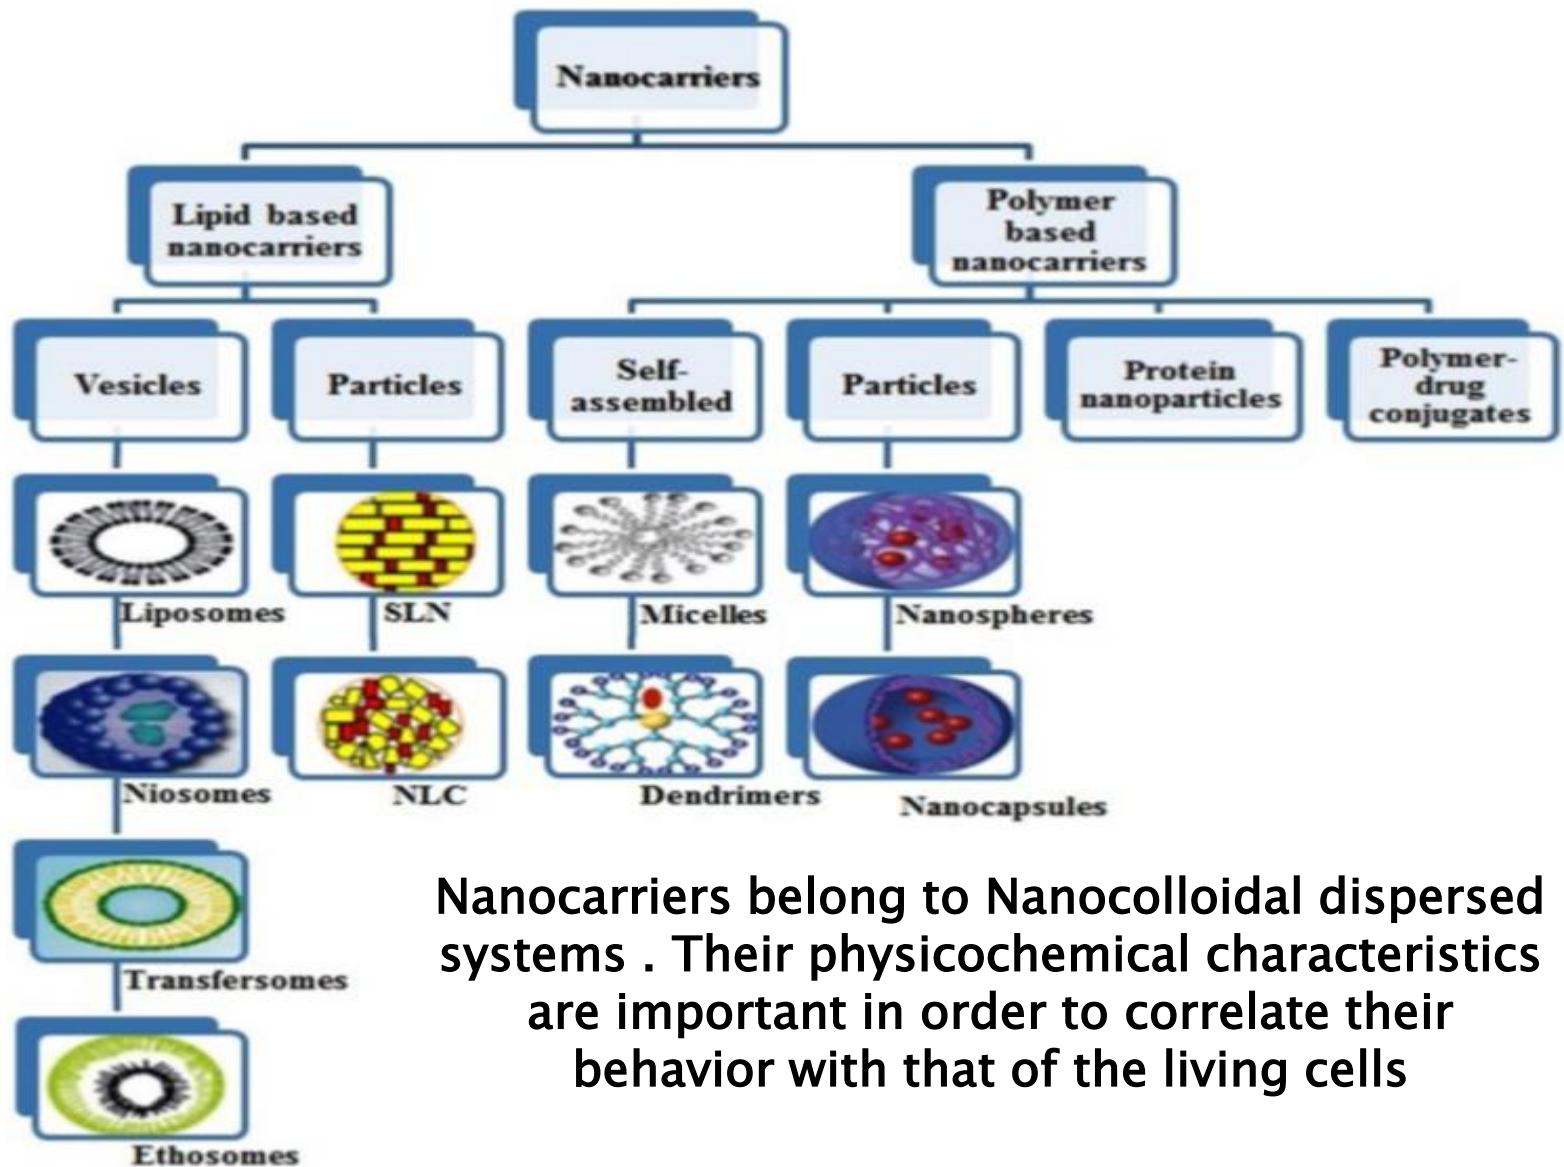 Nanocarriers
Lipid based
nanocarriers
Polymer
based
nanocarriers
Vesicles
Particles
Self-
assembled
Particles
Protein
nanoparticles
Polymer-
drug
conjugates
Liposomes
SLN
Micelles
Nanospheres
Niosomes
NLC
Dendrimers
Nanocapsules
Transfersomes
Ethosomes
Nanocarriers belong to Nanocolloidal dispersed
systems . Their physicochemical characteristics
are important in order to correlate their
behavior with that of the living cells